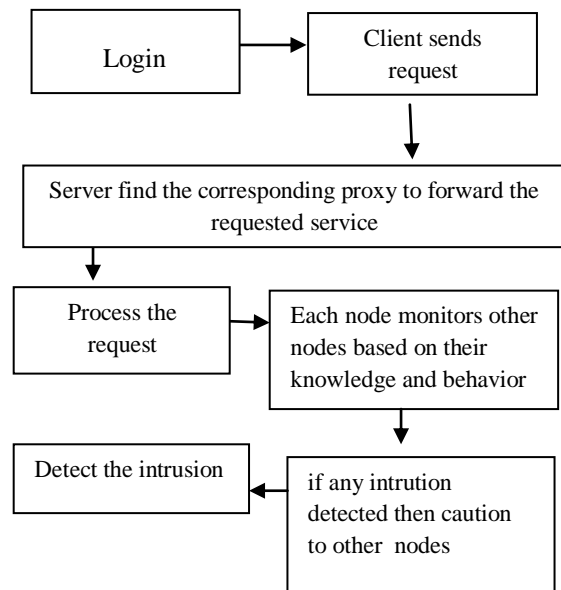 Login
Client sends
request
Server find the corresponding proxy to forward the
requested service
Process the
request
Each node monitors other
nodes based on their
knowledge and behavior
Detect the intrusion
if any intrution
detected then caution
to other nodes